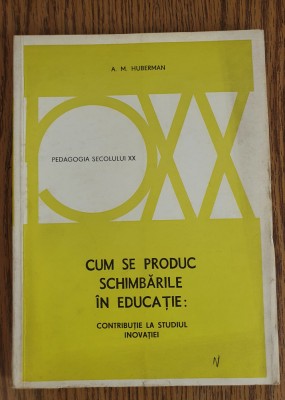 A. M. HUBERMAN
PEDAGOGIA SECOLULUI XX
CUM SE PRODUC
SCHIMBĂRILE
ÎN EDUCAȚIE:
CONTRIBUȚIE LA STUDIUL
INOVAȚIEI
N